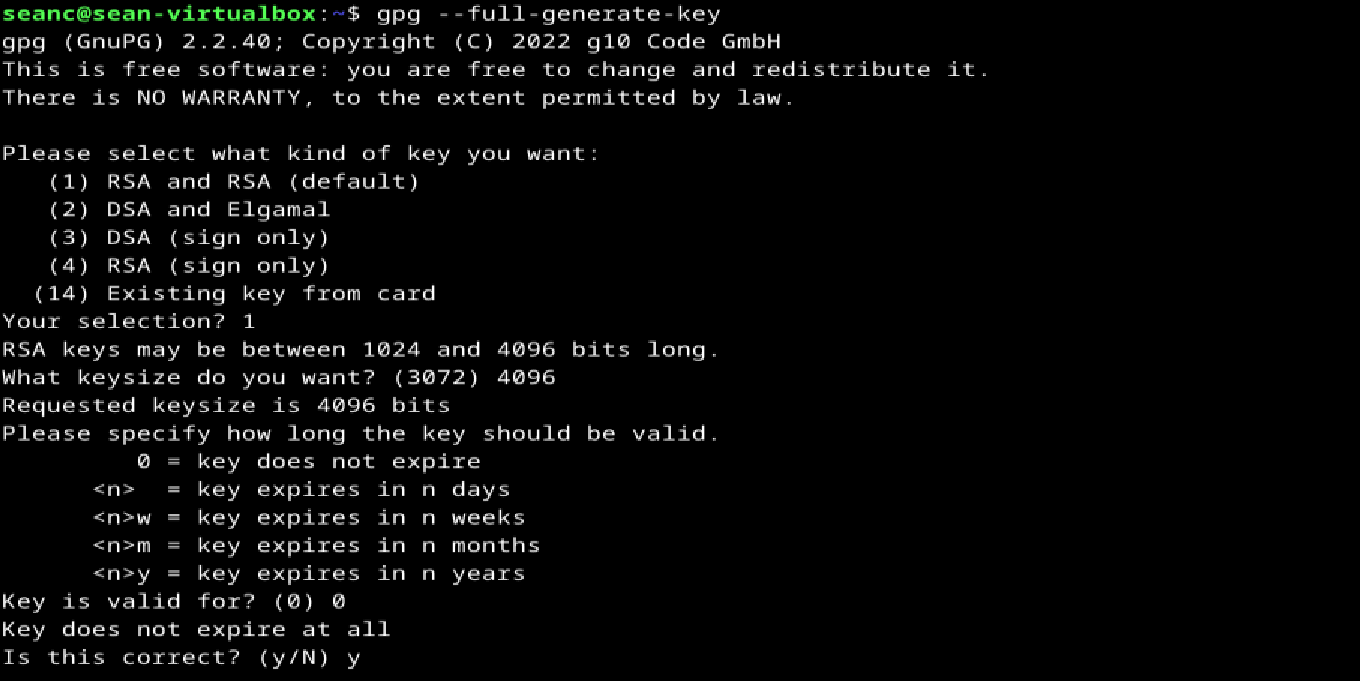 seanc@sean-virtualbox:~$ gpg --full-generate-key
gpg (GnuPG) 2.2.40; Copyright (C) 2022 g10 Code GmbH
This is free software: you are free to change and redistribute it.
There is NO WARRANTY, to the extent permitted by law.

Please select what kind of key you want:
   (1) RSA and RSA (default)
   (2) DSA and Elgamal
   (3) DSA (sign only)
   (4) RSA (sign only)
  (14) Existing key from card
Your selection? 1
RSA keys may be between 1024 and 4096 bits long.
What keysize do you want? (3072) 4096
Requested keysize is 4096 bits
Please specify how long the key should be valid.
         0 = key does not expire
      <n>  = key expires in n days
      <n>w = key expires in n weeks
      <n>m = key expires in n months
      <n>y = key expires in n years
Key is valid for? (0) 0
Key does not expire at all
Is this correct? (y/N) y